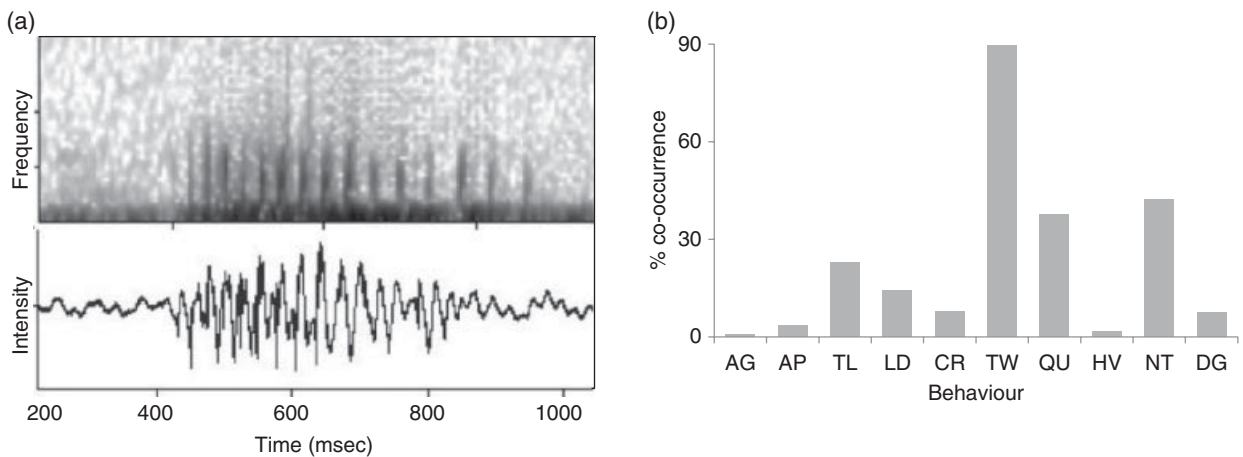 (a)
Frequency
Intensity
200 400 600 800 1000
Time (msec)
(b)
% co-occurrence
90
60
30
0
AG AP TL LD CR TW QU HV NT DG
Behaviour